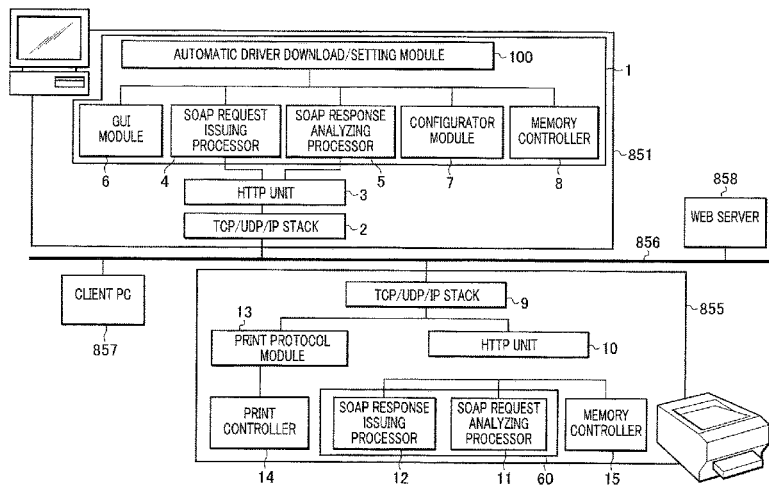 AUTOMATIC DRIVER DOWNLOAD/SETTING MODULE
100
1
GUI
MODULE
SOAP REQUEST
ISSUING
PROCESSOR
SOAP RESPONSE
ANALYZING
PROCESSOR
CONFIGURATOR
MODULE
MEMORY
CONTROLLER
6
4
5
7
8
851
HTTP UNIT
3
TCP/UDP/IP STACK
2
858
WEB SERVER
856
CLIENT PC
857
TCP/UDP/IP STACK
9
855
13
PRINT PROTOCOL
MODULE
HTTP UNIT
10
PRINT
CONTROLLER
SOAP RESPONSE
ISSUING
PROCESSOR
SOAP REQUEST
ANALYZING
PROCESSOR
MEMORY
CONTROLLER
14
12
11
60
15